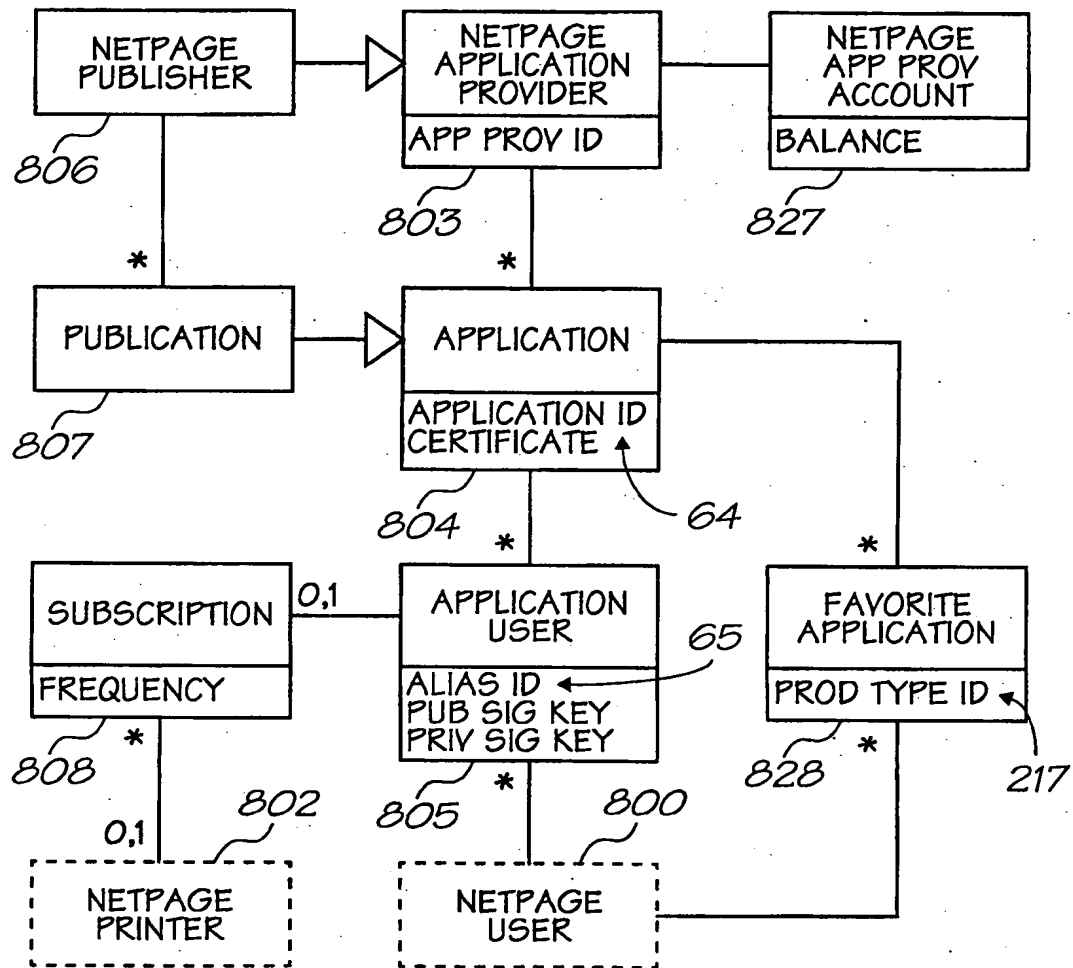 NETPAGE
PUBLISHER
806
NETPAGE
APPLICATION
PROVIDER
APP PROV ID
803
NETPAGE
APP PROV
ACCOUNT
BALANCE
827
*
*
PUBLICATION
807
APPLICATION
APPLICATION ID
CERTIFICATE
804
64
*
*
SUBSCRIPTION
FREQUENCY
808
0,1
APPLICATION
USER
ALIAS ID
PUB SIG KEY
PRIV SIG KEY
805
65
FAVORITE
APPLICATION
PROD TYPE ID
828
217
*
*
*
0,1
802
800
NETPAGE
PRINTER
NETPAGE
USER